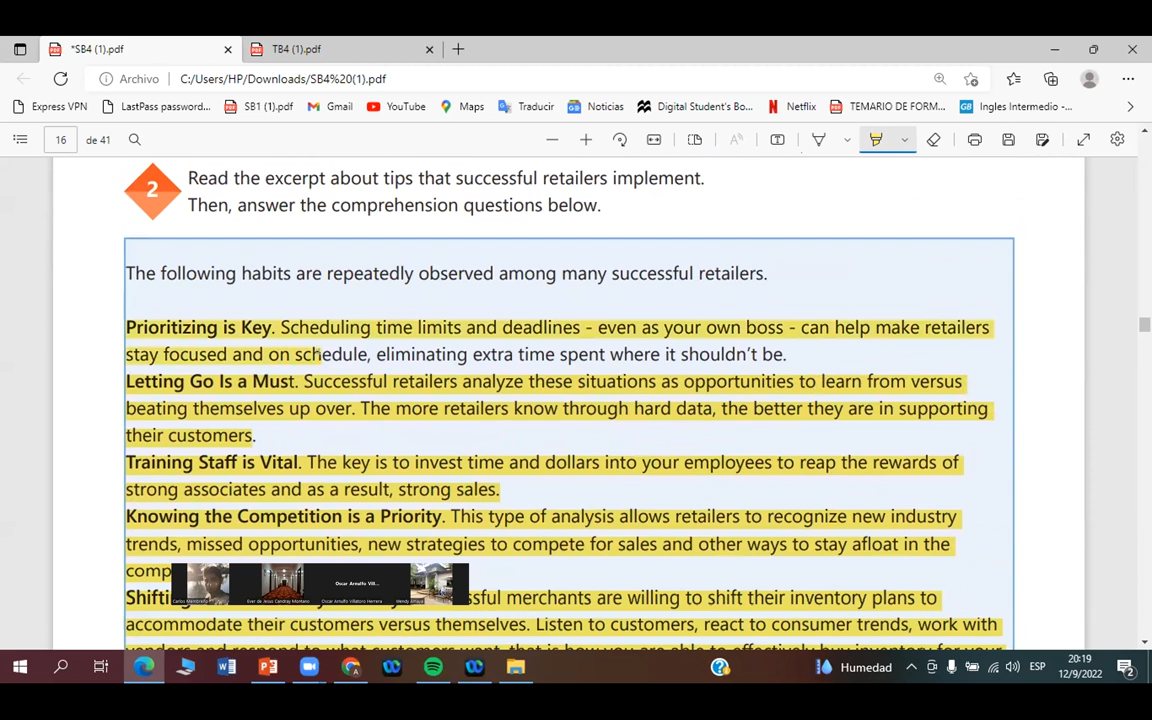 *SB4 (1).pdf
TB4 (1).pdf
Archivo
C:/Users/HP/Downloads/SB4%20(1).pdf
Express VPN
LastPass password...
SB1 (1).pdf
Gmail
YouTube
Maps
Traducir
Noticias
Digital Student's Bo...
Netflix
TEMARIO DE FORM...
Ingles Intermedio -...
16 de 41
2
Read the excerpt about tips that successful retailers implement.
Then, answer the comprehension questions below.
The following habits are repeatedly observed among many successful retailers.
Prioritizing is Key. Scheduling time limits and deadlines - even as your own boss - can help make retailers
stay focused and on schedule, eliminating extra time spent where it shouldn't be.
Letting Go Is a Must. Successful retailers analyze these situations as opportunities to learn from versus
beating themselves up over. The more retailers know through hard data, the better they are in supporting
their customers.
Training Staff is Vital. The key is to invest time and dollars into your employees to reap the rewards of
strong associates and as a result, strong sales.
Knowing the Competition is a Priority. This type of analysis allows retailers to recognize new industry
trends, missed opportunities, new strategies to compete for sales and other ways to stay afloat in the
comp
Oscar Arnulfo Vill...
Oscar Arnulfo Villatoro Herrera
Shifting
merchants are willing to shift their inventory plans to
accommodate their customers versus themselves. Listen to customers, react to consumer trends, work with
Humedad
ESP
20:19
12/9/2022
2